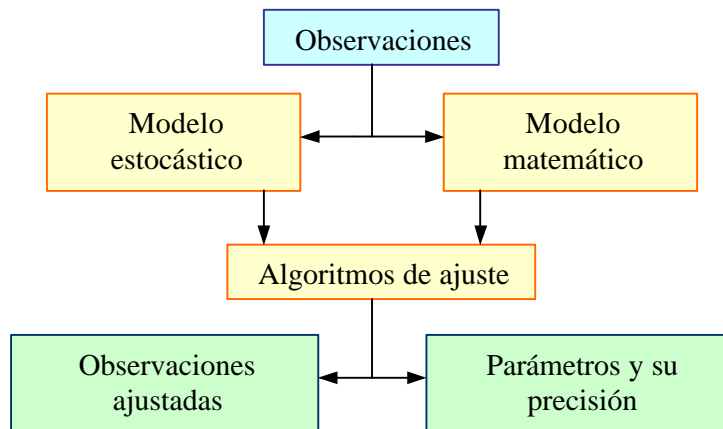 Observaciones
Modelo
estocástico
Modelo
matemático
Algoritmos de ajuste
Observaciones
ajustadas
Parámetros y su
precisión